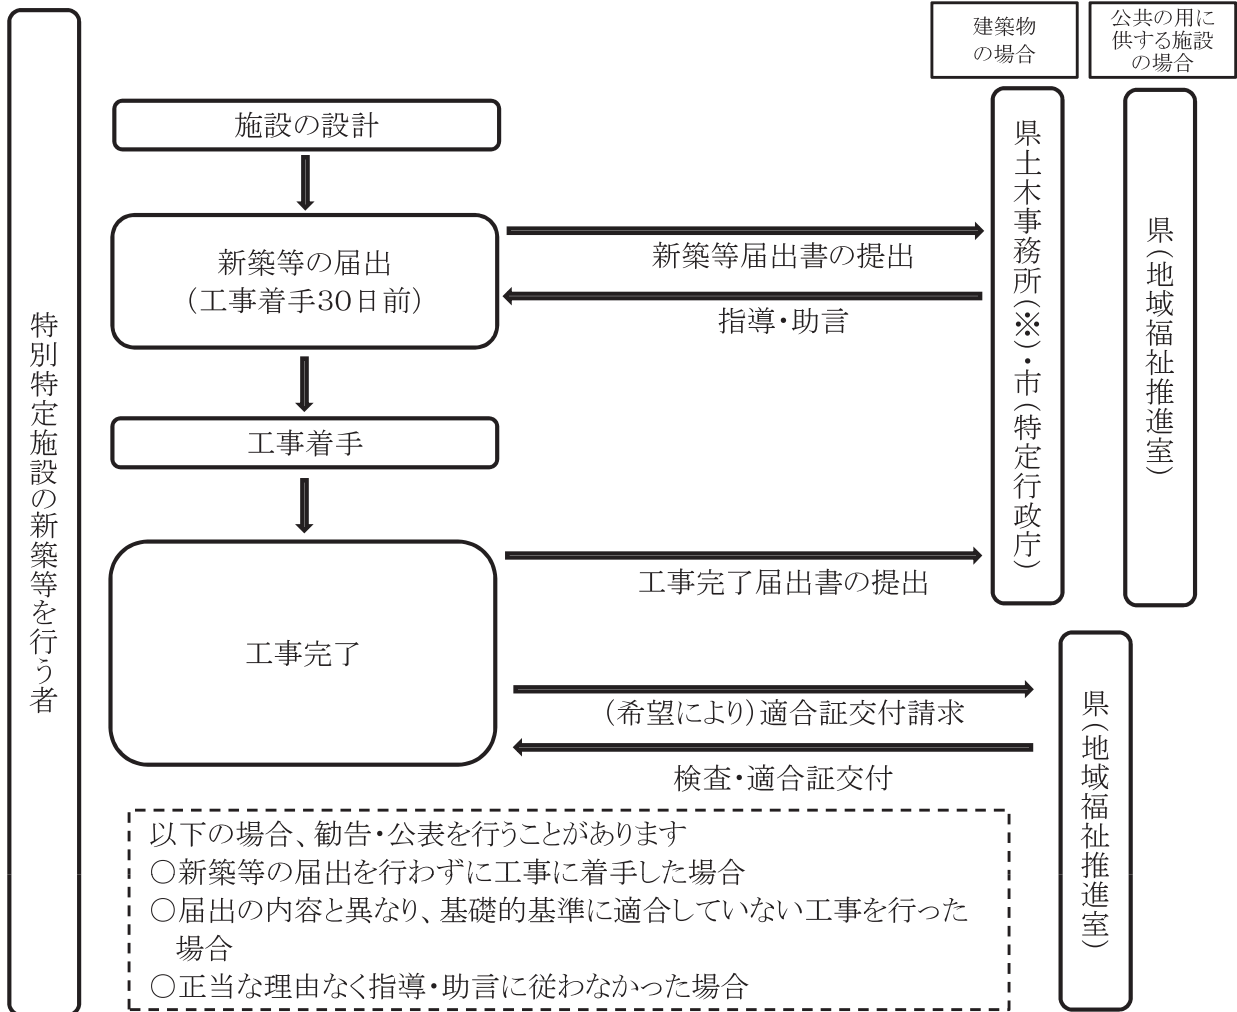 建築物
の場合
公共の用に
供する施設
の場合
特別特定施設の新築等を行う者
施設の設計
新築等の届出
（工事着手30日前）
新築等届出書の提出
指導・助言
県土木事務所（※）・市（特定行政庁）
県（地域福祉推進室）
工事着手
工事完了
工事完了届出書の提出
（希望により）適合証交付請求
検査・適合証交付
県（地域福祉推進室）
以下の場合、勧告・公表を行うことがあります
○新築等の届出を行わずに工事に着手した場合
○届出の内容と異なり、基礎的基準に適合していない工事を行った
場合
○正当な理由なく指導・助言に従わなかった場合